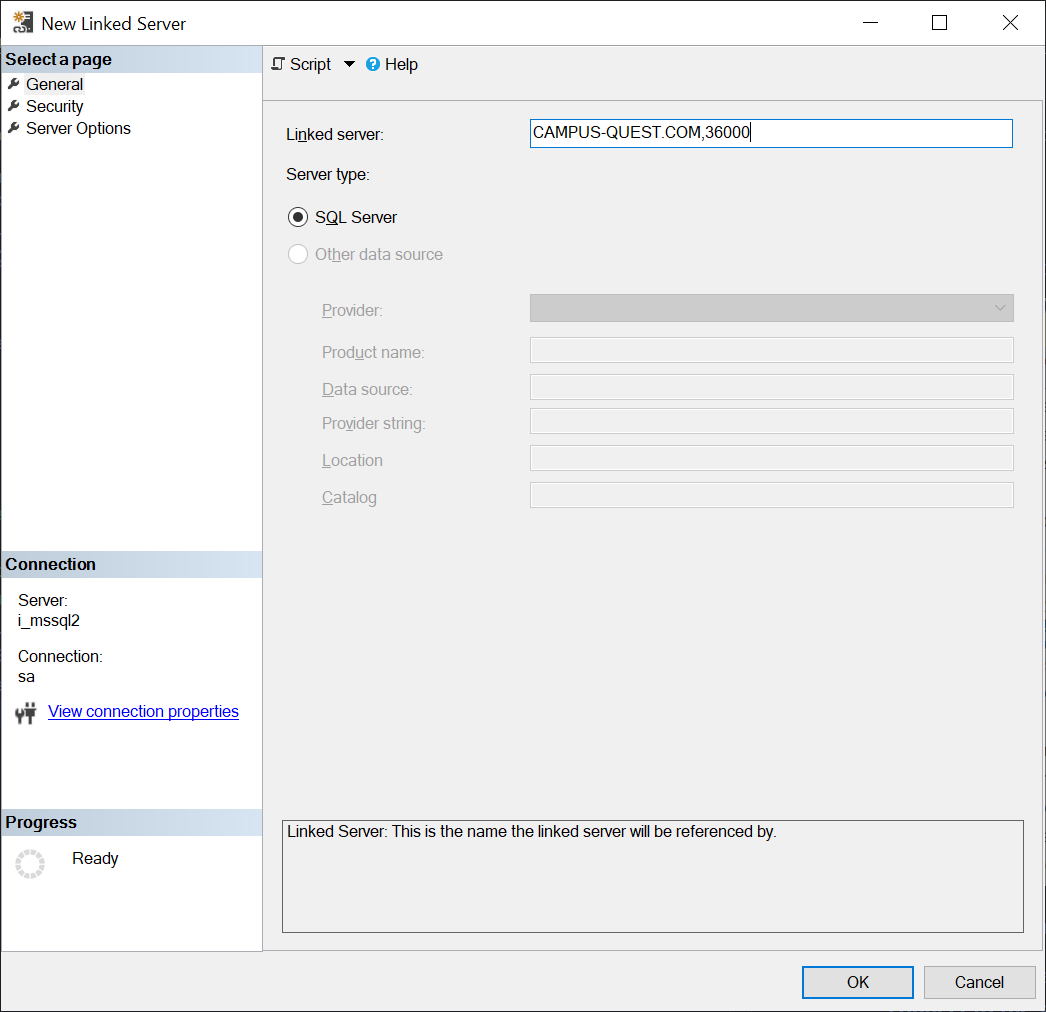 New Linked Server
Select a page
General
Security
Server Options
Script
Help
Linked server:
CAMPUS-QUEST.COM,36000
Server type:
SQL Server
Other data source
Provider:
Product name:
Data source:
Provider string:
Location
Catalog
Connection
Server:
i_mssql2
Connection:
sa
View connection properties
Progress
Ready
Linked Server: This is the name the linked server will be referenced by.
OK
Cancel